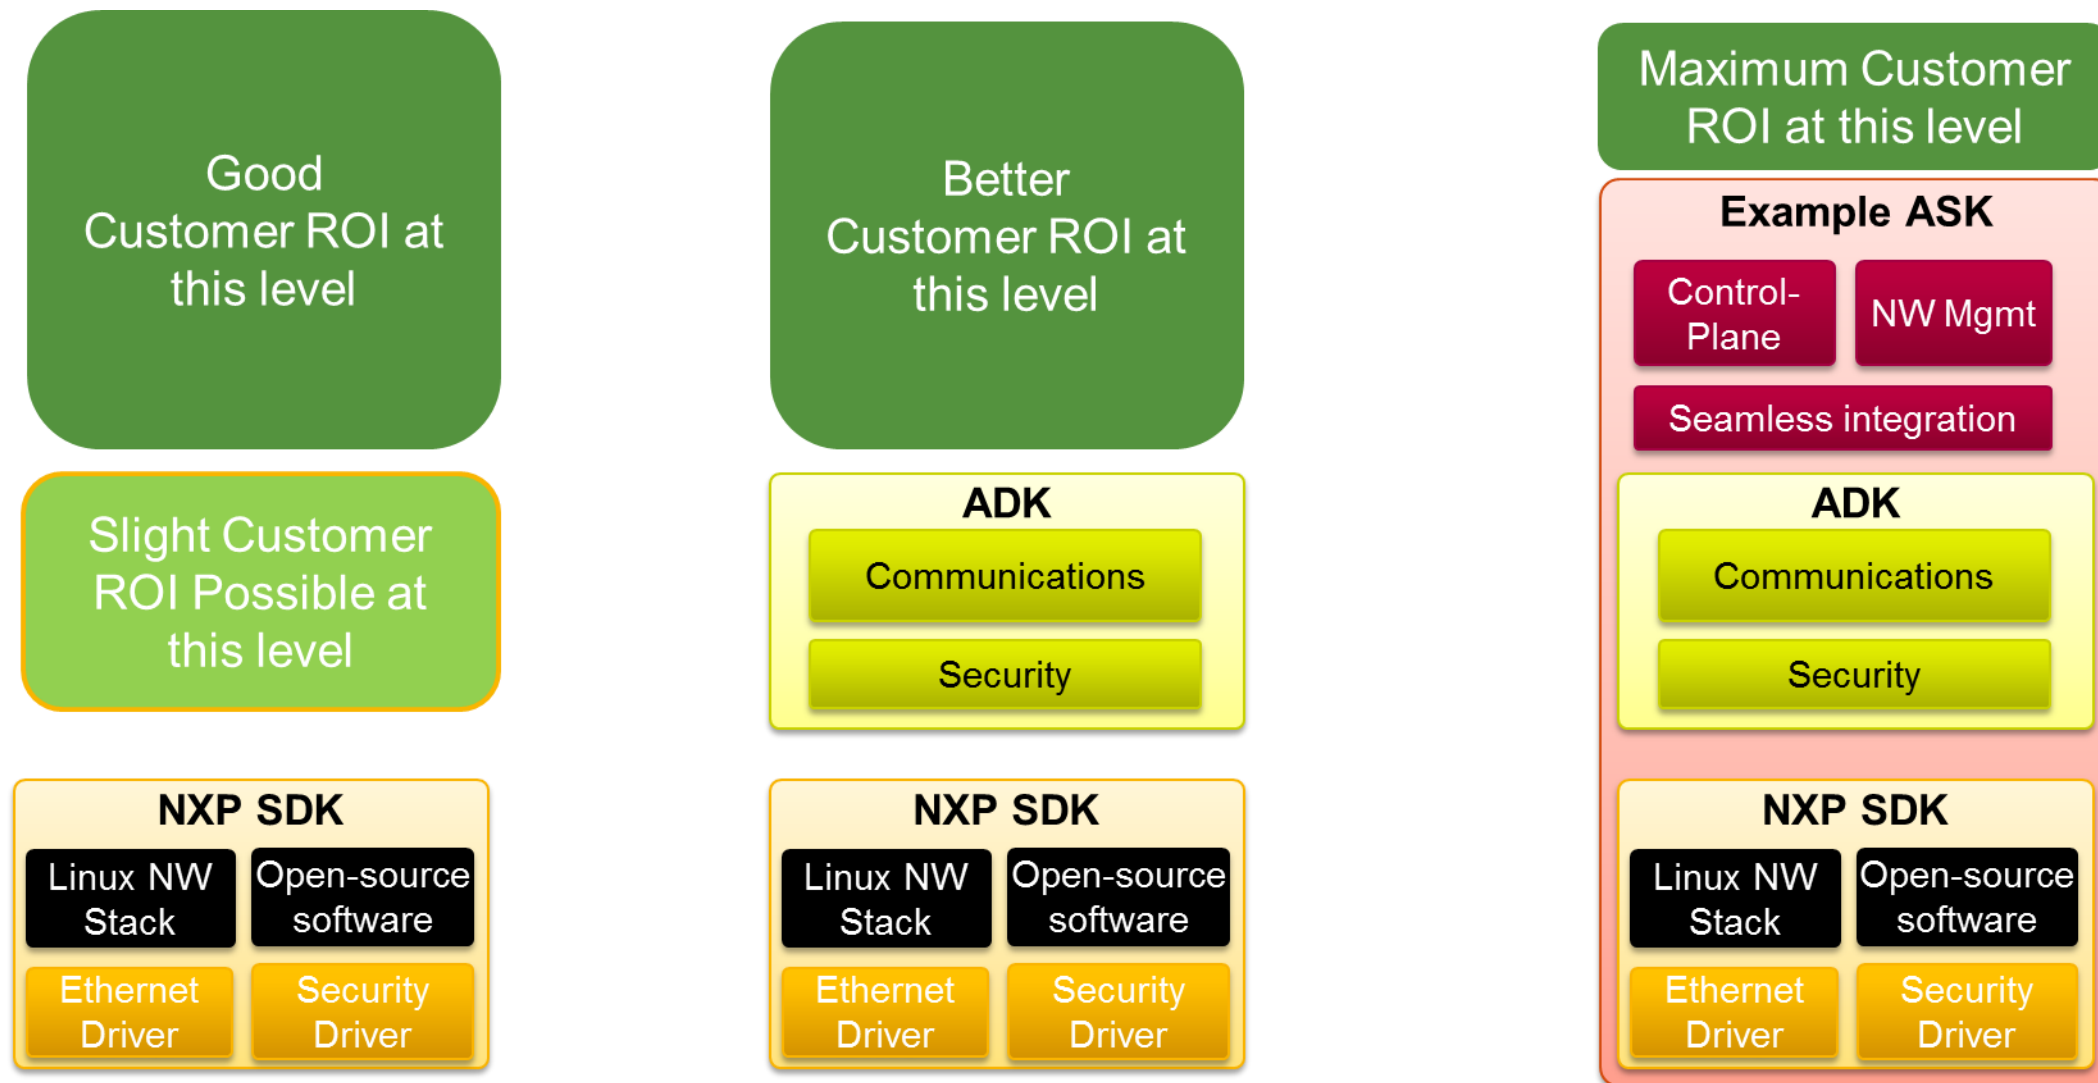 Good
Customer ROI at
this level
Slight Customer
ROI Possible at
this level
NXP SDK
Linux NW
Stack
Open-source
software
Ethernet
Driver
Security
Driver
Better
Customer ROI at
this level
ADK
Communications
Security
NXP SDK
Linux NW
Stack
Open-source
software
Ethernet
Driver
Security
Driver
Maximum Customer
ROI at this level
Example ASK
Control-
Plane
NW Mgmt
Seamless integration
ADK
Communications
Security
NXP SDK
Linux NW
Stack
Open-source
software
Ethernet
Driver
Security
Driver